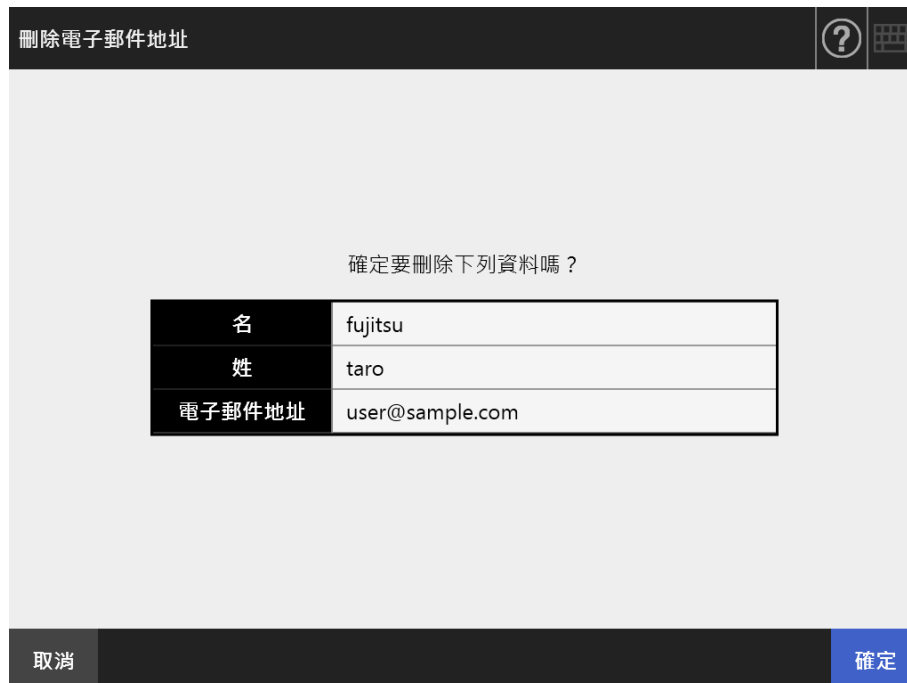 刪除電子郵件地址
?
確定要刪除下列資料嗎？
名 fujitsu
姓 taro
電子郵件地址 user@sample.com
取消 確定